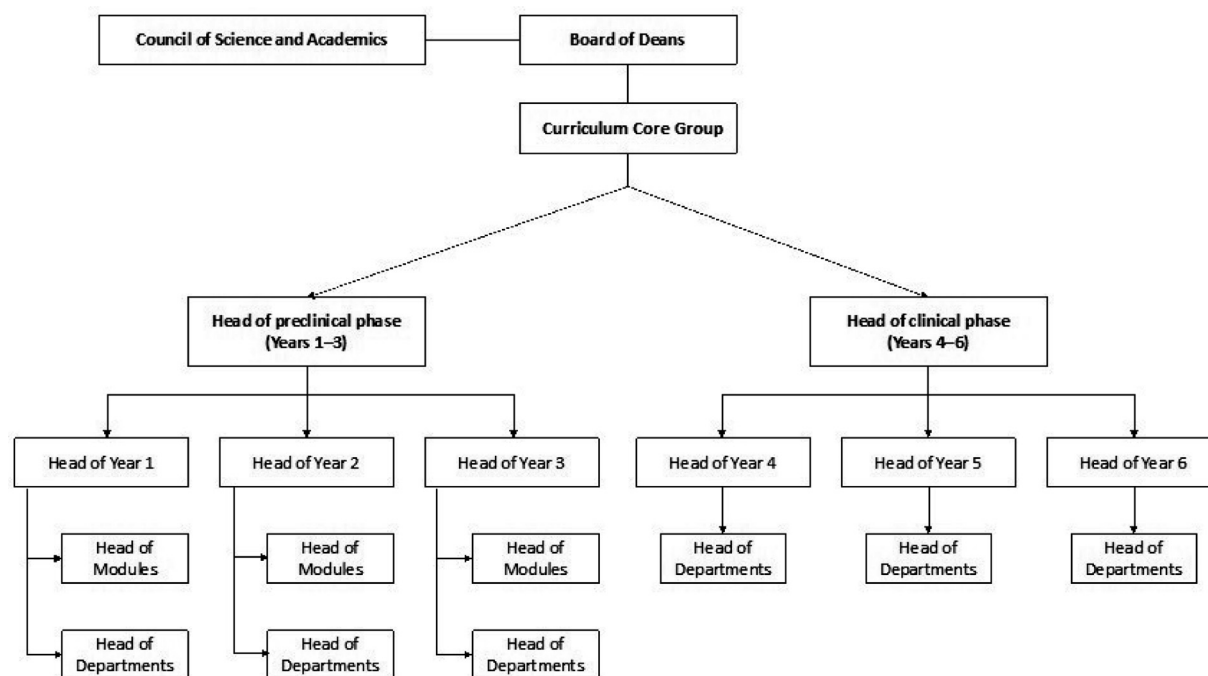 Council of Science and Academics
Board of Deans
Curriculum Core Group
Head of preclinical phase
(Years 1–3)
Head of clinical phase
(Years 4–6)
Head of Year 1
Head of Year 2
Head of Year 3
Head of Year 4
Head of Year 5
Head of Year 6
Head of
Modules
Head of
Modules
Head of
Modules
Head of
Departments
Head of
Departments
Head of
Departments
Head of
Departments
Head of
Departments
Head of
Departments